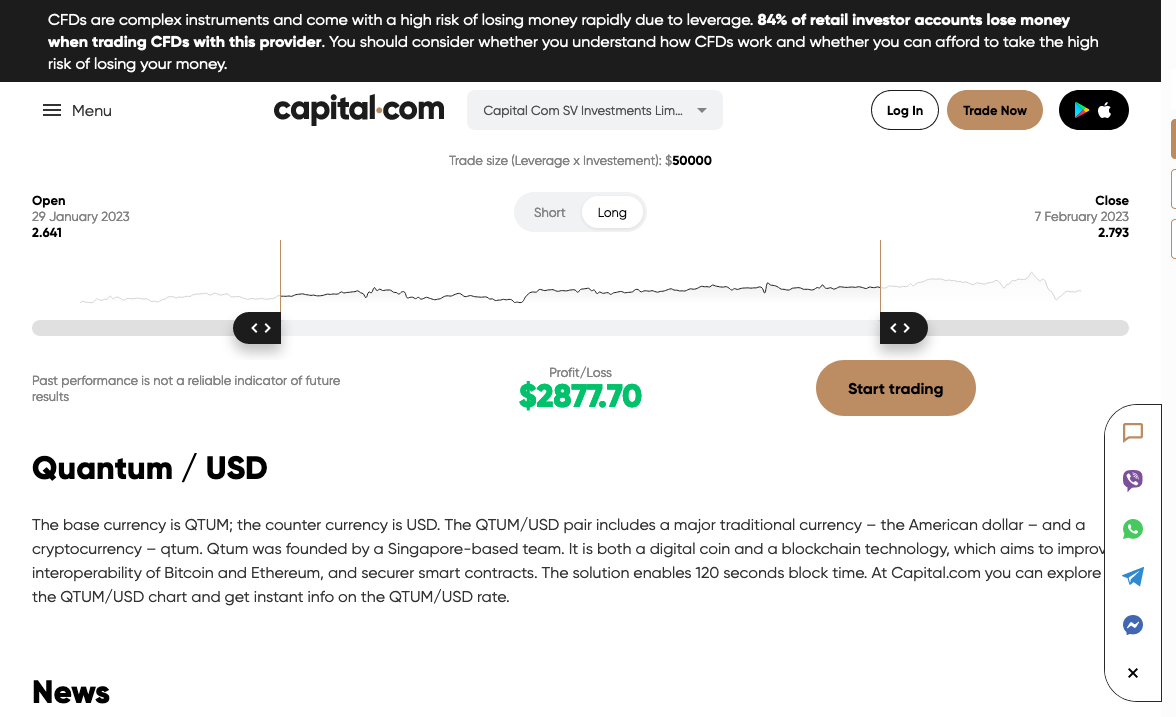 CFDs are complex instruments and come with a high risk of losing money rapidly due to leverage. 84% of retail investor accounts lose money
when trading CFDs with this provider. You should consider whether you understand how CFDs work and whether you can afford to take the high
risk of losing your money.
Menu
capital.com
Capital Com SV Investments Lim...
Log In
Trade Now
Trade size (Leverage x Investement): $50000
Open
29 January 2023
2.641
Short
Long
Close
7 February 2023
2.793
Past performance is not a reliable indicator of future
results
Profit/Loss
$2877.70
Start trading
Quantum / USD
The base currency is QTUM; the counter currency is USD. The QTUM/USD pair includes a major traditional currency – the American dollar – and a
cryptocurrency – qtum. Qtum was founded by a Singapore-based team. It is both a digital coin and a blockchain technology, which aims to improv
interoperability of Bitcoin and Ethereum, and securer smart contracts. The solution enables 120 seconds block time. At Capital.com you can explore
the QTUM/USD chart and get instant info on the QTUM/USD rate.
News